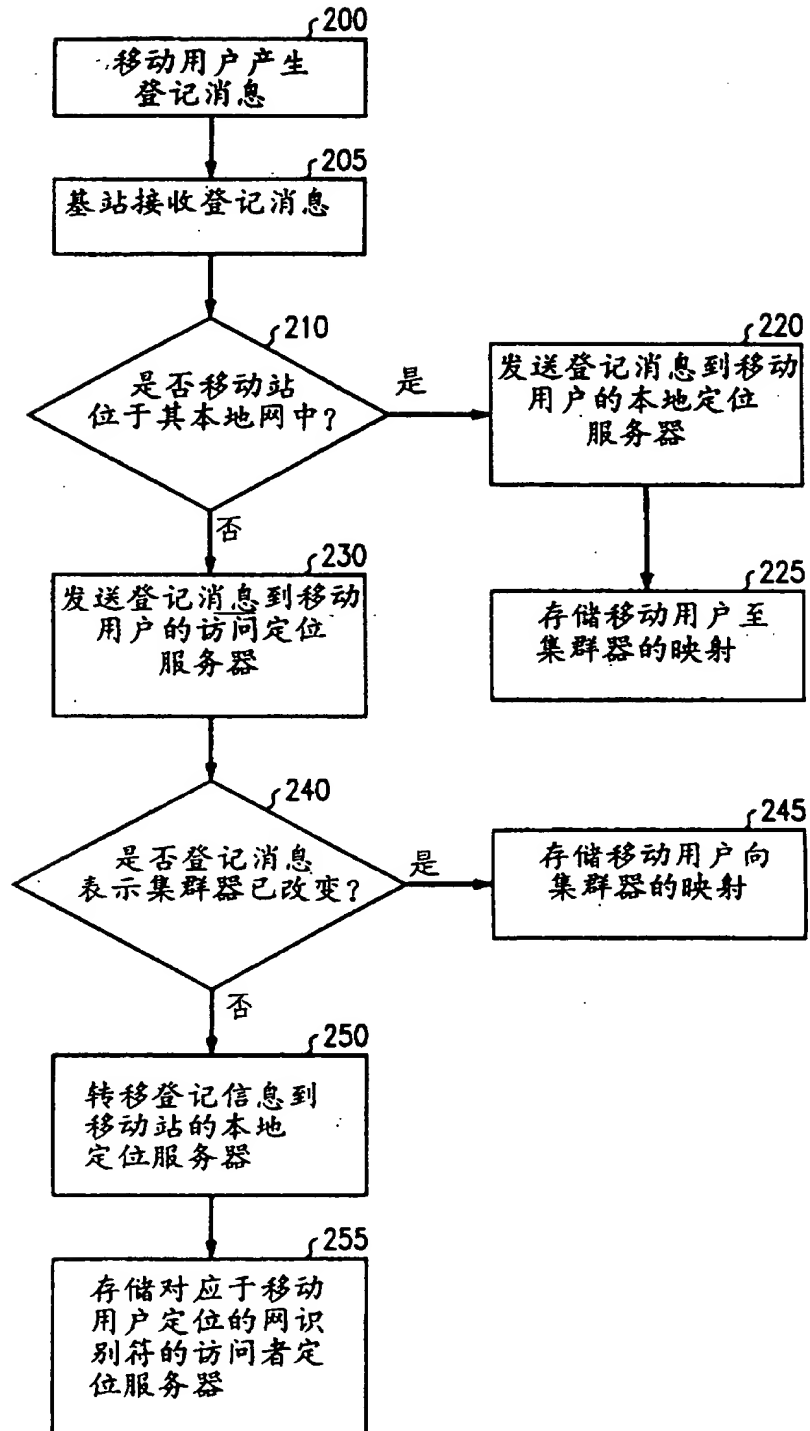 200
移动用户产生
登记消息
205
基站接收登记消息
210
是否移动站
位于其本地网中?
是
220
发送登记消息到移动
用户的本地定位
服务器
否
225
存储移动用户至
集群器的映射
230
发送登记消息到移动
用户的访问定位
服务器
240
是否登记消息
表示集群器已改变?
是
245
存储移动用户向
集群器的映射
否
250
转移登记信息到
移动站的本地
定位服务器
255
存储对应于移动
用户定位的网识
别符的访问者定
位服务器